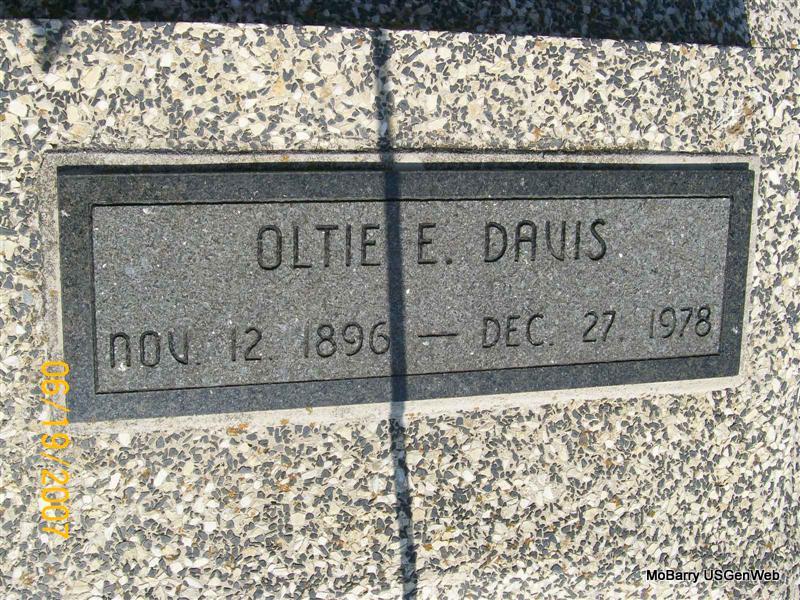 OLTIE E. DAVIS
NOV. 12. 1896 — DEC. 27. 1978
06/19/2007
MoBarry USGenWeb